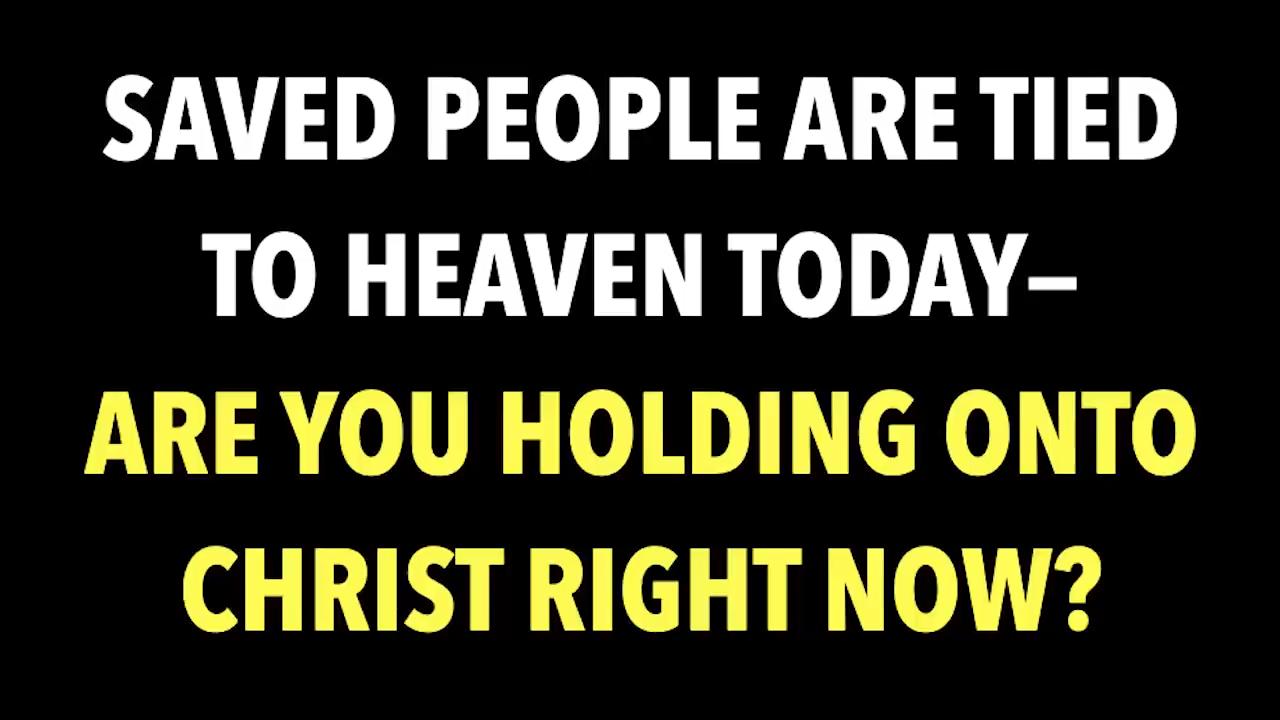 SAVED PEOPLE ARE TIED
TO HEAVEN TODAY–
ARE YOU HOLDING ONTO
CHRIST RIGHT NOW?